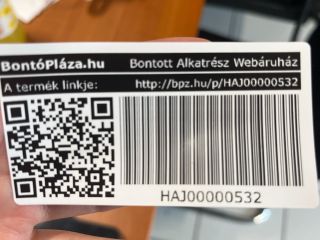 BontóPláza.hu Bontott Alkatrész Webáruház
A termék linkje: http://bpz.hu/p/HAJ00000532
HAJ00000532